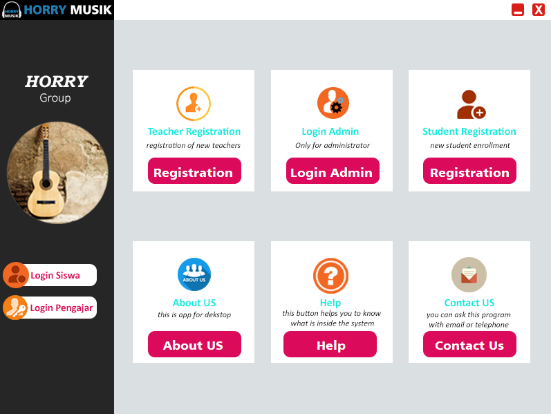 HORRY MUSIK
HORRY MUSIK
X
HORRY
Group
Login Siswa
Login Pengajar
Teacher Registration
registration of new teachers
Registration
Login Admin
Only for administrator
Login Admin
Student Registration
new student enrollment
Registration
ABOUT US
About US
this is app for dekstop
About US
?
Help
this button helps you to know
what is inside the system
Help
Contact US
you can ask this program
with email or telephone
Contact Us